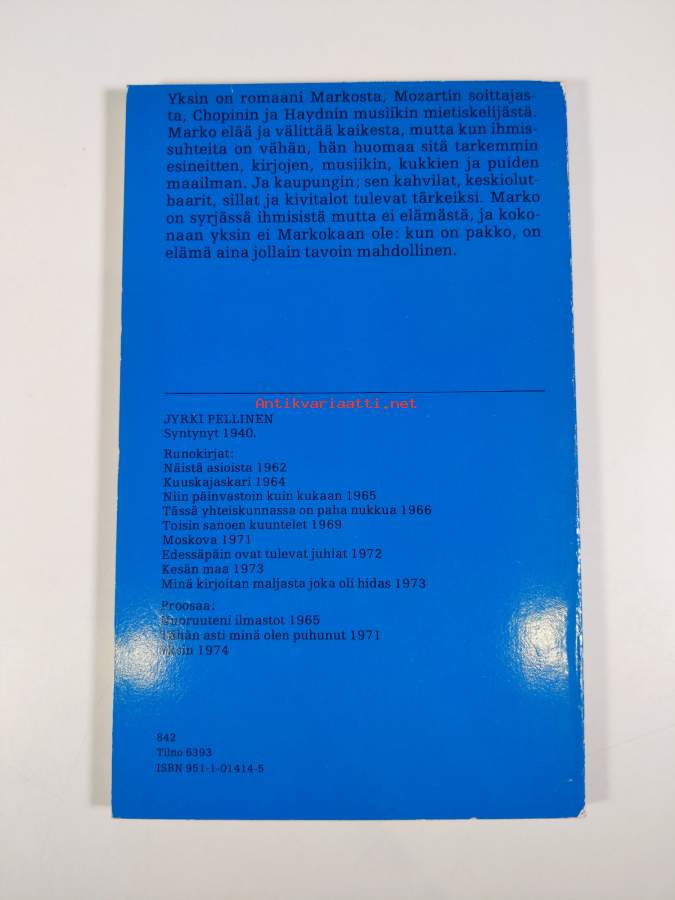 Yksin on romaani Markosta, Mozartin soittajas-
ta, Chopinin ja Haydnin musiikin mietiskelijästä.
Marko elää ja välittää kaikesta, mutta kun ihmis-
suhteita on vähän, hän huomaa sitä tarkemmin
esineitten, kirjojen, musiikin, kukkien ja puiden
maailman. Ja kaupungin; sen kahvilat, keskiolut-
baarit, sillat ja kivitalot tulevat tärkeiksi. Marko
on syrjässä ihmisistä mutta ei elämästä, ja koko-
naan yksin ei Markokaan ole: kun on pakko, on
elämä aina jollain tavoin mahdollinen.
Antikvariaatti.net
JYRKI PELLINEN
Syntynyt 1940.
Runokirjat:
Näistä asioista 1962
Kuuskajaskari 1964
Niin päinvastoin kuin kukaan 1965
Tässä yhteiskunnassa on paha nukkua 1966
Toisin sanoen kuuntelet 1969
Moskova 1971
Edessäpäin ovat tulevat juhlat 1972
Kesän maa 1973
Minä kirjoitan maljasta joka oli hidas 1973
Proosaa:
Nuoruuteni ilmastot 1965
Tähän asti minä olen puhunut 1971
Yksin 1974
842
Tilno 6393
ISBN 951-1-01414-5